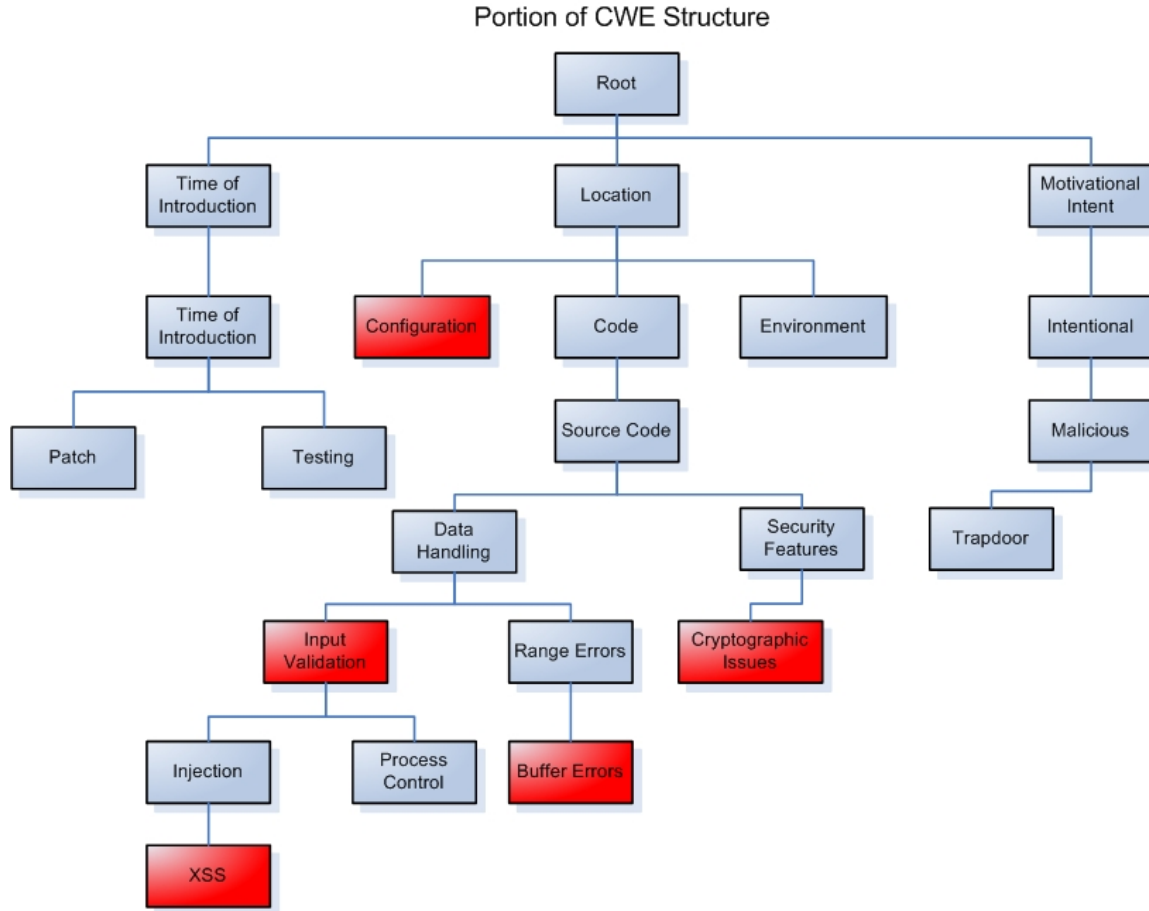 Portion of CWE Structure
Root
Time of
Introduction
Location
Motivational
Intent
Time of
Introduction
Configuration
Code
Environment
Intentional
Patch
Testing
Source Code
Malicious
Data
Handling
Security
Features
Trapdoor
Input
Validation
Range Errors
Cryptographic
Issues
Injection
Process
Control
Buffer Errors
XSS